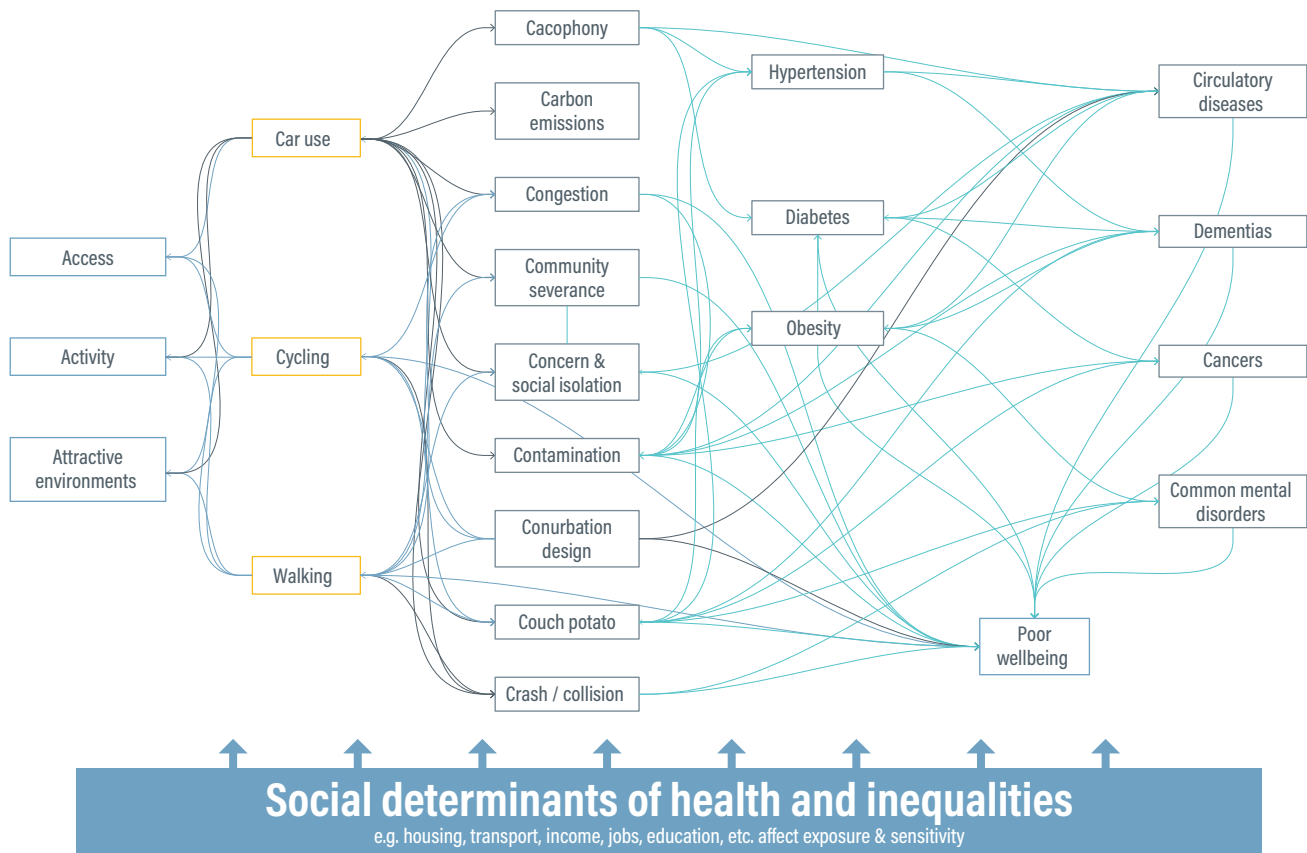 Cacophony
Hypertension
Circulatory
diseases
Carbon
emissions
Car use
Congestion
Diabetes
Dementias
Access
Community
severance
Obesity
Activity
Cycling
Concern &
social isolation
Cancers
Attractive
environments
Contamination
Common mental
disorders
Conurbation
design
Walking
Couch potato
Poor
wellbeing
Crash / collision
Social determinants of health and inequalities
e.g. housing, transport, income, jobs, education, etc. affect exposure & sensitivity